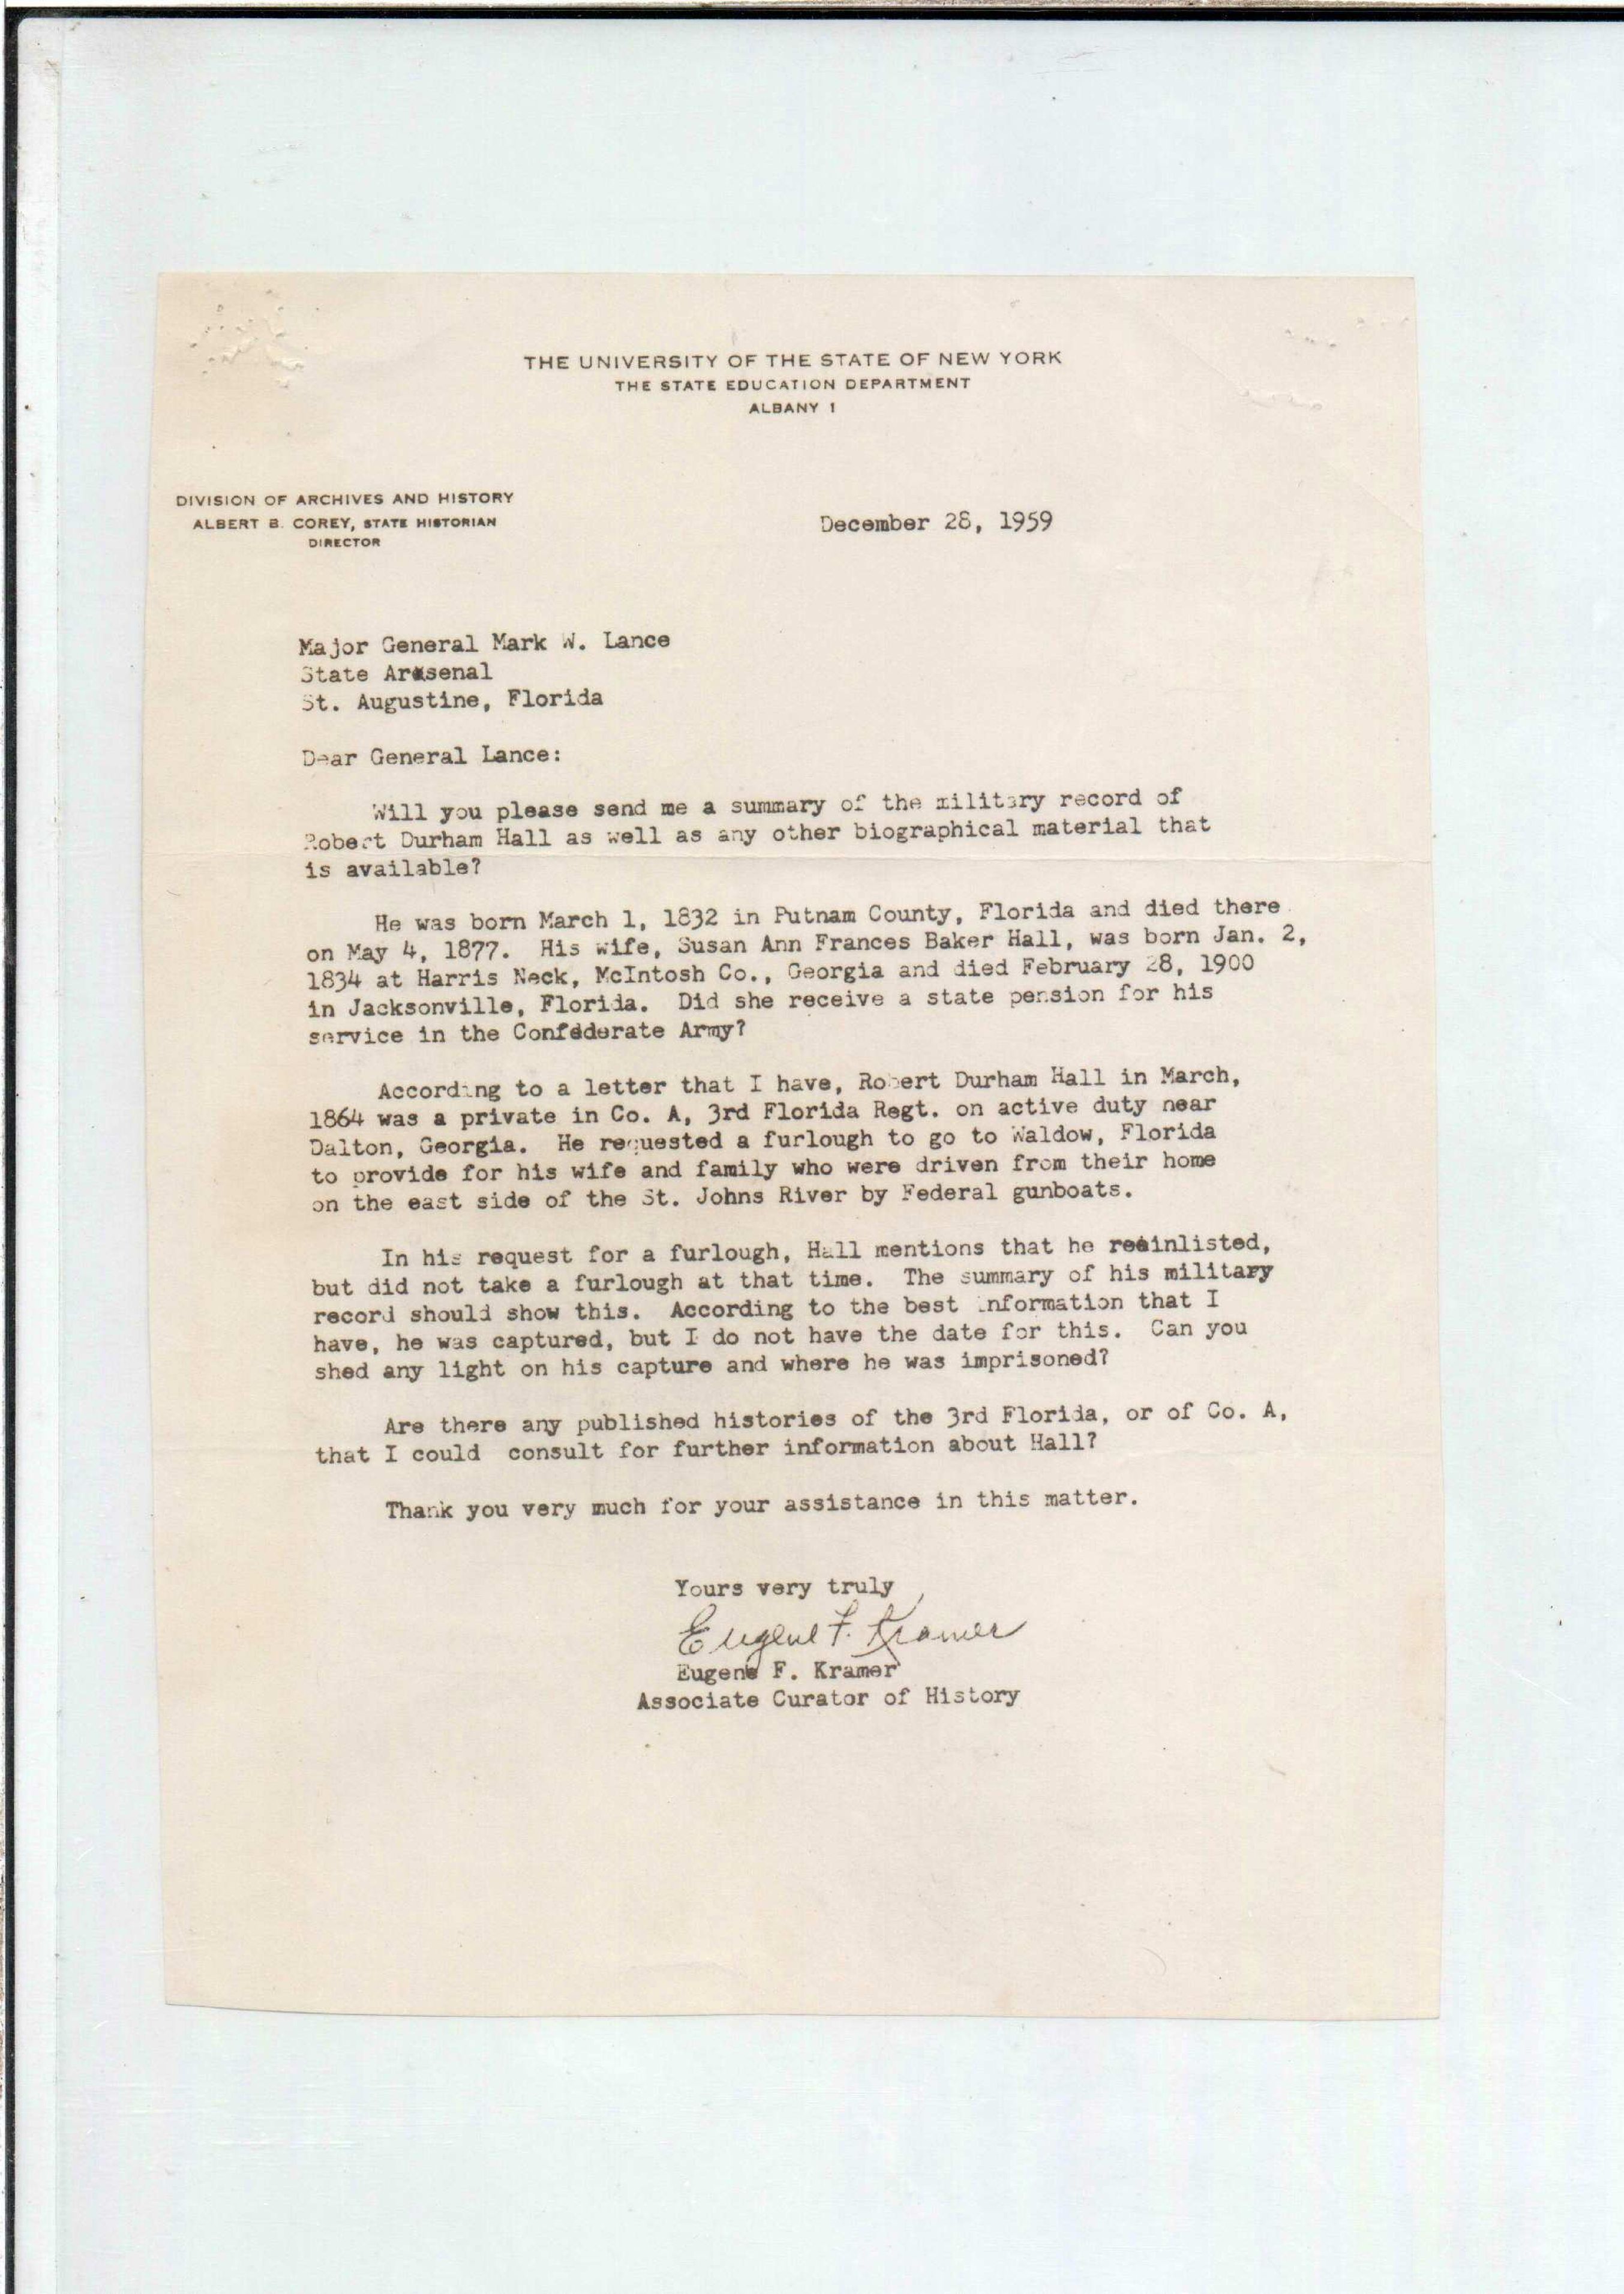 THE UNIVERSITY OF THE STATE OF NEW YORK
THE STATE EDUCATION DEPARTMENT
ALBANY 1
DIVISION OF ARCHIVES AND HISTORY
ALBERT B. COREY, STATE HISTORIAN
DIRECTOR
December 28, 1959
Major General Mark W. Lance
State Arsenal
St. Augustine, Florida
Dear General Lance:
Will you please send me a summary of the military record of
Robert Durham Hall as well as any other biographical material that
is available?
He was born March 1, 1832 in Putnam County, Florida and died there
on May 4, 1877. His wife, Susan Ann Frances Baker Hall, was born Jan. 2,
1834 at Harris Neck, McIntosh Co., Georgia and died February 28, 1900
in Jacksonville, Florida. Did she receive a state pension for his
service in the Confederate Army?
According to a letter that I have, Robert Durham Hall in March,
1864 was a private in Co. A, 3rd Florida Regt. on active duty near
Dalton, Georgia. He requested a furlough to go to Waldow, Florida
to provide for his wife and family who were driven from their home
on the east side of the St. Johns River by Federal gunboats.
In his request for a furlough, Hall mentions that he reinlisted,
but did not take a furlough at that time. The summary of his military
record should show this. According to the best information that I
have, he was captured, but I do not have the date for this. Can you
shed any light on his capture and where he was imprisoned?
Are there any published histories of the 3rd Florida, or of Co. A,
that I could consult for further information about Hall?
Thank you very much for your assistance in this matter.
Yours very truly,
Eugene F. Kramer
Eugene F. Kramer
Associate Curator of History